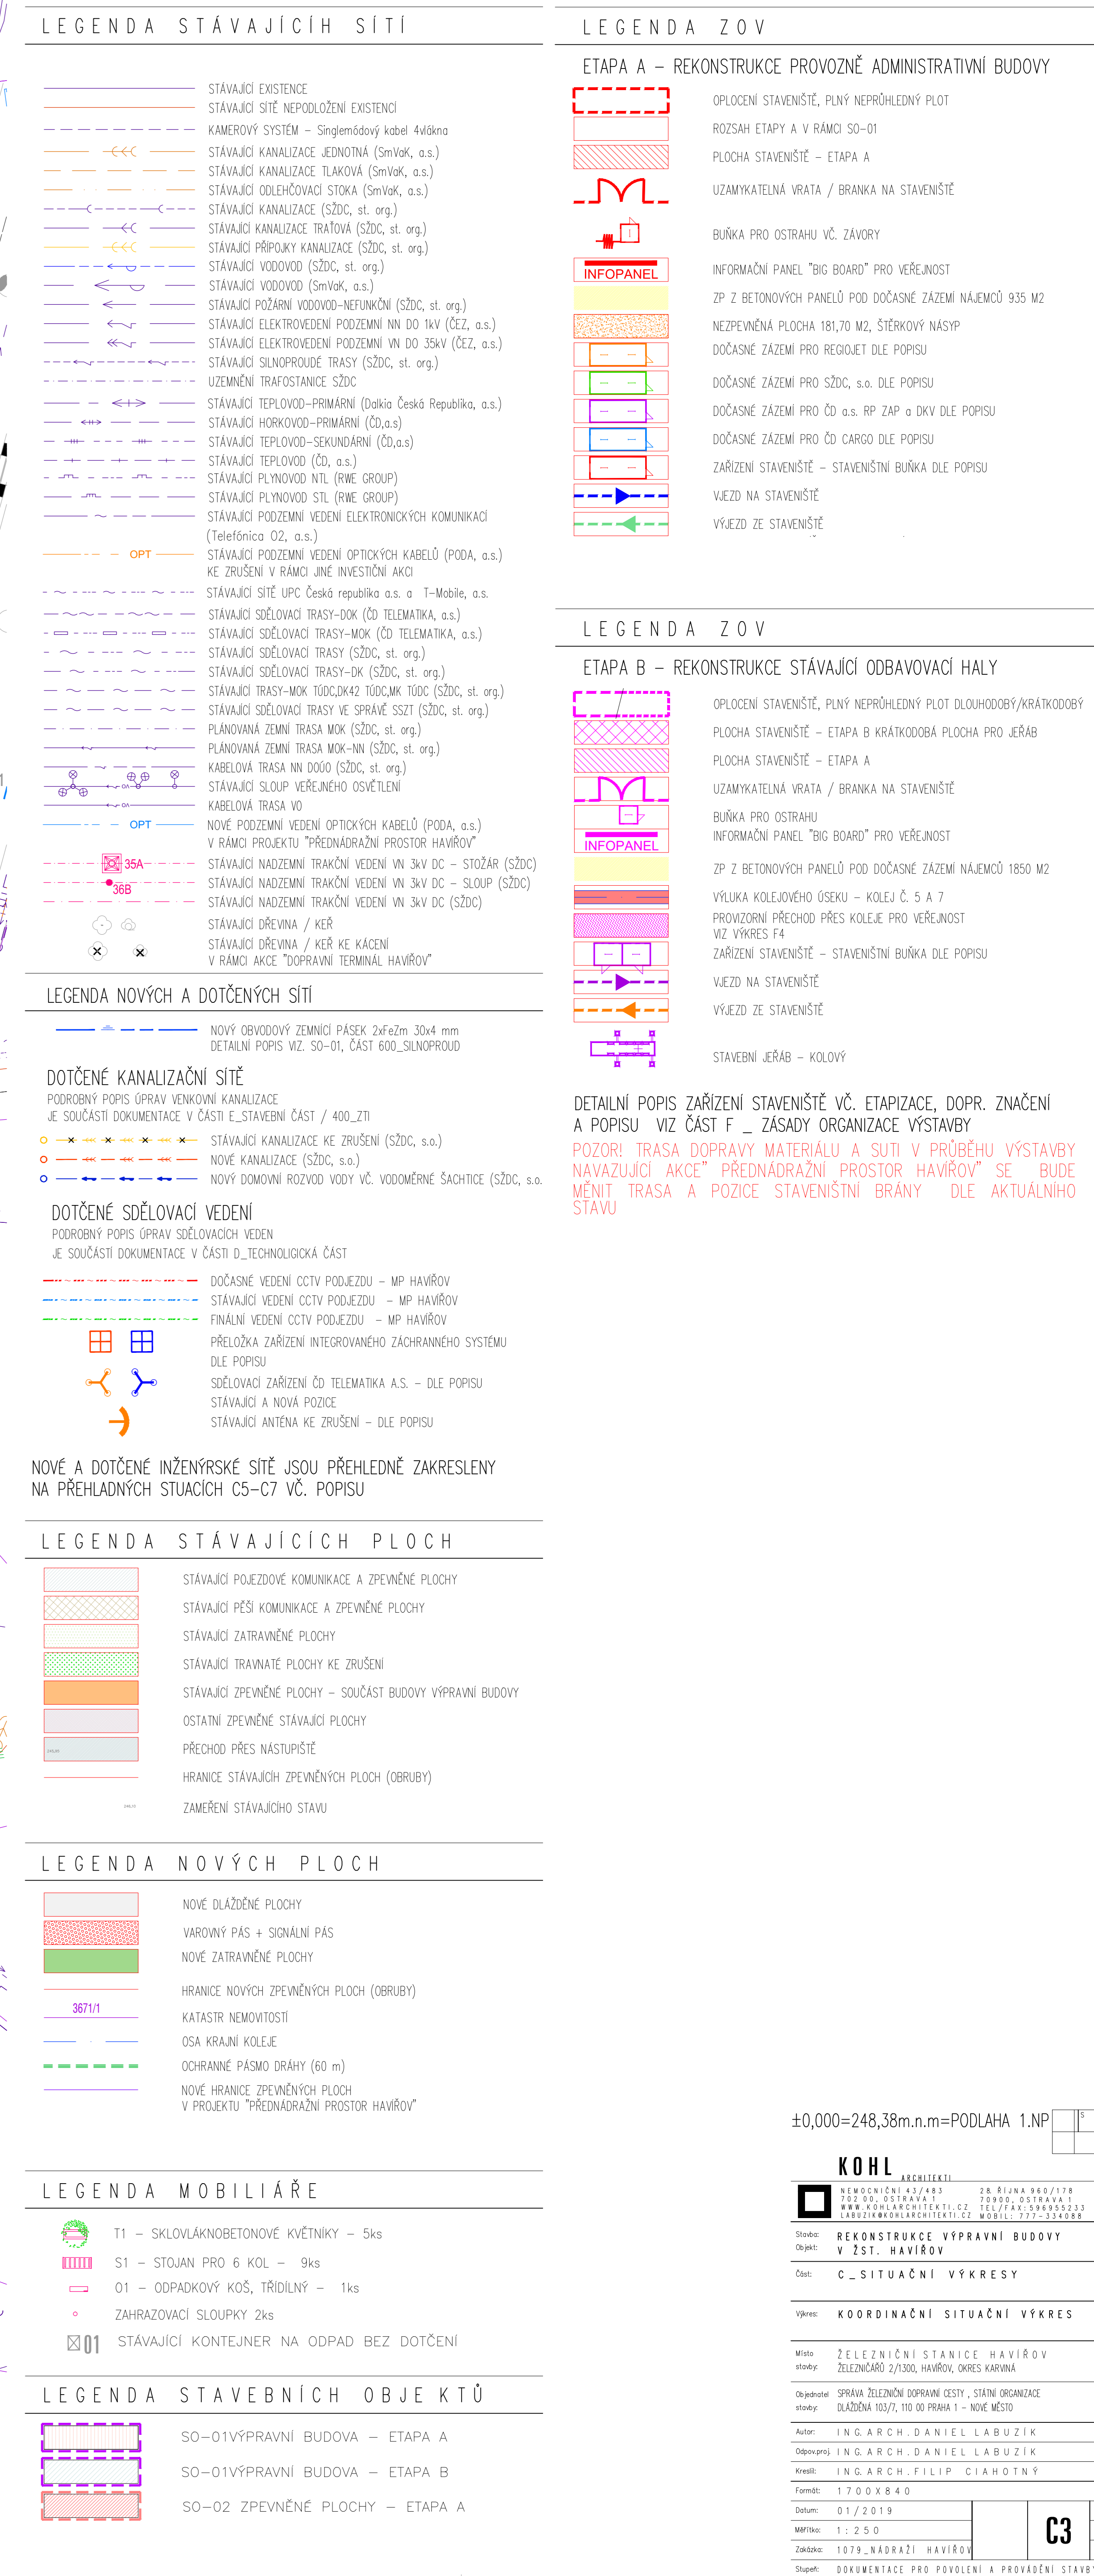 LEGENDA STÁVAJÍCÍH SÍTÍ
STÁVAJÍCÍ EXISTENCE
STÁVAJÍCÍ SÍTĚ NEPODLOŽENÍ EXISTENCÍ
KAMEROVÝ SYSTÉM - Singlemódový kabel 4vlákna
STÁVAJÍCÍ KANALIZACE JEDNOTNÁ (SmVaK, a.s.)
STÁVAJÍCÍ KANALIZACE TLAKOVÁ (SmVaK, a.s.)
STÁVAJÍCÍ ODLEHČOVACÍ STOKA (SmVaK, a.s.)
STÁVAJÍCÍ KANALIZACE (SŽDC, st. org.)
STÁVAJÍCÍ KANALIZACE TRAŤOVÁ (SŽDC, st. org.)
STÁVAJÍCÍ PŘÍPOJKY KANALIZACE (SŽDC, st. org.)
STÁVAJÍCÍ VODOVOD (SŽDC, st. org.)
STÁVAJÍCÍ VODOVOD (SmVaK, a.s.)
STÁVAJÍCÍ POŽÁRNÍ VODOVOD-NEFUNKČNÍ (SŽDC, st. org.)
STÁVAJÍCÍ ELEKTROVEDENÍ PODZEMNÍ NN DO 1kV (ČEZ, a.s.)
STÁVAJÍCÍ ELEKTROVEDENÍ PODZEMNÍ VN DO 35kV (ČEZ, a.s.)
STÁVAJÍCÍ SILNOPROUDÉ TRASY (SŽDC, st. org.)
UZEMNĚNÍ TRAFOSTANICE SŽDC
STÁVAJÍCÍ TEPLOVOD-PRIMÁRNÍ (Dalkia Česká Republika, a.s.)
STÁVAJÍCÍ HORKOVOD-PRIMÁRNÍ (ČD,a.s)
STÁVAJÍCÍ TEPLOVOD-SEKUNDÁRNÍ (ČD,a.s)
STÁVAJÍCÍ TEPLOVOD (ČD, a.s.)
STÁVAJÍCÍ PLYNOVOD NTL (RWE GROUP)
STÁVAJÍCÍ PLYNOVOD STL (RWE GROUP)
STÁVAJÍCÍ PODZEMNÍ VEDENÍ ELEKTRONICKÝCH KOMUNIKACÍ
(Telefónica O2, a.s.)
OPT STÁVAJÍCÍ PODZEMNÍ VEDENÍ OPTICKÝCH KABELŮ (PODA, a.s.)
KE ZRUŠENÍ V RÁMCI JINÉ INVESTIČNÍ AKCI
STÁVAJÍCÍ SÍTĚ UPC Česká republika a.s. a T-Mobile, a.s.
STÁVAJÍCÍ SDĚLOVACÍ TRASY-DOK (ČD TELEMATIKA, a.s.)
STÁVAJÍCÍ SDĚLOVACÍ TRASY-MOK (ČD TELEMATIKA, a.s.)
STÁVAJÍCÍ SDĚLOVACÍ TRASY (SŽDC, st. org.)
STÁVAJÍCÍ SDĚLOVACÍ TRASY-DK (SŽDC, st. org.)
STÁVAJÍCÍ TRASY-MOK TÚDC,DK42 TÚDC,MK TÚDC (SŽDC, st. org.)
STÁVAJÍCÍ SDĚLOVACÍ TRASY VE SPRÁVĚ SSZT (SŽDC, st. org.)
PLÁNOVANÁ ZEMNÍ TRASA MOK (SŽDC, st. org)
PLÁNOVANÁ ZEMNÍ TRASA MOK-NN (SŽDC, st. org.)
KABELOVÁ TRASA NN DOÚO (SŽDC, st. org.)
STÁVAJÍCÍ SLOUP VEŘEJNÉHO OSVĚTLENÍ
KABELOVÁ TRASA VO
OPT NOVÉ PODZEMNÍ VEDENÍ OPTICKÝCH KABELŮ (PODA, a.s.)
V RÁMCI PROJEKTU "PŘEDNÁDRAŽNÍ PROSTOR HAVÍŘOV"
35A STÁVAJÍCÍ NADZEMNÍ TRAKČNÍ VEDENÍ VN 3kV DC - STOŽÁR (SŽDC)
36B STÁVAJÍCÍ NADZEMNÍ TRAKČNÍ VEDENÍ VN 3kV DC - SLOUP (SŽDC)
STÁVAJÍCÍ NADZEMNÍ TRAKČNÍ VEDENÍ VN 3kV DC (SŽDC)
STÁVAJÍCÍ DŘEVINA / KEŘ
STÁVAJÍCÍ DŘEVINA / KEŘ KE KÁCENÍ
V RÁMCI AKCE "DOPRAVNÍ TERMINÁL HAVÍŘOV"
LEGENDA NOVÝCH A DOTČENÝCH SÍTÍ
NOVÝ OBVODOVÝ ZEMNÍCÍ PÁSEK 2xFeZm 30x4 mm
DETAILNÍ POPIS VIZ. SO-01, ČÁST 600_SILNOPROUD
DOTČENÉ KANALIZAČNÍ SÍTĚ
PODROBNÝ POPIS ÚPRAV VENKOVNÍ KANALIZACE
JE SOUČÁSTÍ DOKUMENTACE V ČÁSTI E_STAVEBNÍ ČÁST / 400_ZTI
STÁVAJÍCÍ KANALIZACE KE ZRUŠENÍ (SŽDC, s.o.)
NOVÉ KANALIZACE (SŽDC, s.o.)
NOVÝ DOMOVNÍ ROZVOD VODY VČ. VODOMĚRNÉ ŠACHTICE (SŽDC, s.o.
DOTČENÉ SDĚLOVACÍ VEDENÍ
PODROBNÝ POPIS ÚPRAV SDĚLOVACÍCH VEDEN
JE SOUČÁSTÍ DOKUMENTACE V ČÁSTI D_TECHNOLIGICKÁ ČÁST
DOČASNÉ VEDENÍ CCTV PODJEZDU - MP HAVÍŘOV
STÁVAJÍCÍ VEDENÍ CCTV PODJEZDU - MP HAVÍŘOV
FINÁLNÍ VEDENÍ CCTV PODJEZDU - MP HAVÍŘOV
PŘELOŽKA ZAŘÍZENÍ INTEGROVANÉHO ZÁCHRANNÉHO SYSTÉMU
DLE POPISU
SDĚLOVACÍ ZAŘÍZENÍ ČD TELEMATIKA A.S. - DLE POPISU
STÁVAJÍCÍ A NOVÁ POZICE
STÁVAJÍCÍ ANTÉNA KE ZRUŠENÍ - DLE POPISU
NOVÉ A DOTČENÉ INŽENÝRSKÉ SÍTĚ JSOU PŘEHLEDNĚ ZAKRESLENY
NA PŘEHLADNÝCH STUACÍCH C5-C7 VČ. POPISU
LEGENDA STÁVAJÍCÍCH PLOCH
STÁVAJÍCÍ POJEZDOVÉ KOMUNIKACE A ZPEVNĚNÉ PLOCHY
STÁVAJÍCÍ PĚŠÍ KOMUNIKACE A ZPEVNĚNÉ PLOCHY
STÁVAJÍCÍ ZATRAVNĚNÉ PLOCHY
STÁVAJÍCÍ TRAVNATÉ PLOCHY KE ZRUŠENÍ
STÁVAJÍCÍ ZPEVNĚNÉ PLOCHY - SOUČÁST BUDOVY VÝPRAVNÍ BUDOVY
OSTATNÍ ZPEVNĚNÉ STÁVAJÍCÍ PLOCHY
PŘECHOD PŘES NÁSTUPIŠTĚ
HRANICE STÁVAJÍCÍH ZPEVNĚNÝCH PLOCH (OBRUBY)
ZAMEŘENÍ STÁVAJÍCÍHO STAVU
LEGENDA NOVÝCH PLOCH
NOVÉ DLÁŽDĚNÉ PLOCHY
VAROVNÝ PÁS + SIGNÁLNÍ PÁS
NOVÉ ZATRAVNĚNÉ PLOCHY
HRANICE NOVÝCH ZPEVNĚNÝCH PLOCH (OBRUBY)
3671/1
KATASTR NEMOVITOSTÍ
OSA KRAJNÍ KOLEJE
OCHRANNÉ PÁSMO DRÁHY (60 m)
NOVÉ HRANICE ZPEVNĚNÝCH PLOCH
V PROJEKTU "PŘEDNÁDRAŽNÍ PROSTOR HAVÍŘOV"
LEGENDA MOBILIÁŘE
T1 - SKLOVLÁKNOBETONOVÉ KVĚTNÍKY - 5ks
S1 - STOJAN PRO 6 KOL - 9ks
O1 - ODPADKOVÝ KOŠ, TŘÍDÍLNÝ - 1ks
ZAHRAZOVACÍ SLOUPKY 2ks
01 STÁVAJÍCÍ KONTEJNER NA ODPAD BEZ DOTČENÍ
LEGENDA STAVEBNÍCH OBJEKTŮ
SO-01VÝPRAVNÍ BUDOVA - ETAPA A
SO-01VÝPRAVNÍ BUDOVA - ETAPA B
SO-02 ZPEVNĚNÉ PLOCHY - ETAPA A
LEGENDA ZOV
ETAPA A - REKONSTRUKCE PROVOZNĚ ADMINISTRATIVNÍ BUDOVY
OPLOCENÍ STAVENIŠTĚ, PLNÝ NEPRŮHLEDNÝ PLOT
ROZSAH ETAPY A V RÁMCI SO-01
PLOCHA STAVENIŠTĚ - ETAPA A
UZAMYKATELNÁ VRATA / BRANKA NA STAVENIŠTĚ
BUŇKA PRO OSTRAHU VČ. ZÁVORY
INFOPANEL INFORMAČNÍ PANEL "BIG BOARD" PRO VEŘEJNOST
ZP Z BETONOVÝCH PANELŮ POD DOČASNÉ ZÁZEMÍ NÁJEMCŮ 935 M2
NEZPEVNĚNÁ PLOCHA 181,70 M2, ŠTĚRKOVÝ NÁSYP
DOČASNÉ ZÁZEMÍ PRO REGIOJET DLE POPISU
DOČASNÉ ZÁZEMÍ PRO SŽDC, s.o. DLE POPISU
DOČASNÉ ZÁZEMÍ PRO ČD a.s. RP ZAP a DKV DLE POPISU
DOČASNÉ ZÁZEMÍ PRO ČD CARGO DLE POPISU
ZAŘÍZENÍ STAVENIŠTĚ - STAVENIŠTNÍ BUŇKA DLE POPISU
VJEZD NA STAVENIŠTĚ
VÝJEZD ZE STAVENIŠTĚ
LEGENDA ZOV
ETAPA B - REKONSTRUKCE STÁVAJÍCÍ ODBAVOVACÍ HALY
OPLOCENÍ STAVENIŠTĚ, PLNÝ NEPRŮHLEDNÝ PLOT DLOUHODOBÝ/KRÁTKODOBÝ
PLOCHA STAVENIŠTĚ - ETAPA B KRÁTKODOBÁ PLOCHA PRO JEŘÁB
PLOCHA STAVENIŠTĚ - ETAPA A
UZAMYKATELNÁ VRATA / BRANKA NA STAVENIŠTĚ
BUŇKA PRO OSTRAHU
INFOPANEL INFORMAČNÍ PANEL "BIG BOARD" PRO VEŘEJNOST
ZP Z BETONOVÝCH PANELŮ POD DOČASNÉ ZÁZEMÍ NÁJEMCŮ 1850 M2
VÝLUKA KOLEJOVÉHO ÚSEKU - KOLEJ Č. 5 A 7
PROVIZORNÍ PŘECHOD PŘES KOLEJE PRO VEŘEJNOST
VIZ VÝKRES F4
ZAŘÍZENÍ STAVENIŠTĚ - STAVENIŠTNÍ BUŇKA DLE POPISU
VJEZD NA STAVENIŠTĚ
VÝJEZD ZE STAVENIŠTĚ
STAVEBNÍ JEŘÁB - KOLOVÝ
DETAILNÍ POPIS ZAŘÍZENÍ STAVENIŠTĚ VČ. ETAPIZACE, DOPR. ZNAČENÍ
A POPISU VIZ ČÁST F _ ZÁSADY ORGANIZACE VÝSTAVBY
POZOR! TRASA DOPRAVY MATERIÁLU A SUTI V PRŮBĚHU VÝSTAVBY
NAVAZUJÍCÍ AKCE" PŘEDNÁDRAŽNÍ PROSTOR HAVÍŘOV" SE BUDE
MĚNIT TRASA A POZICE STAVENIŠTNÍ BRÁNY DLE AKTUÁLNÍHO
STAVU
±0,000=248,38m.n.m=PODLAHA 1.NP
S
KOHL ARCHITEKTI
NEMOCNIČNÍ 43/483 28. ŘÍJNA 960/178
702 00, OSTRAVA 1 70900, OSTRAVA 1
WWW.KOHLARCHITEKTI.CZ TEL/FAX:596955233
LABUZIK@KOHLARCHITEKTI.CZ MOBIL: 777-334088
Stavba: REKONSTRUKCE VÝPRAVNÍ BUDOVY
Objekt: V ŽST. HAVÍŘOV
Část: C_SITUAČNÍ VÝKRESY
Výkres: KOORDINAČNÍ SITUAČNÍ VÝKRES
Místo ŽELEZNIČNÍ STANICE HAVÍŘOV
stavby: ŽELEZNIČÁŘŮ 2/1300, HAVÍŘOV, OKRES KARVINÁ
Objednatel SPRÁVA ŽELEZNIČNÍ DOPRAVNÍ CESTY , STÁTNÍ ORGANIZACE
stavby: DLÁŽDĚNÁ 103/7, 110 00 PRAHA 1 - NOVÉ MĚSTO
Autor: ING.ARCH.DANIEL LABUZÍK
Odpov.proj. ING.ARCH.DANIEL LABUZÍK
Kreslil: ING.ARCH.FILIP CIAHOTNÝ
Formát: 1700X840
Datum: 01/2019
Měřítko: 1:250
C3
Zakázka: 1079_NÁDRAŽÍ HAVÍŘOV
Stupeň: DOKUMENTACE PRO POVOLENÍ A PROVÁDĚNÍ STAVBY